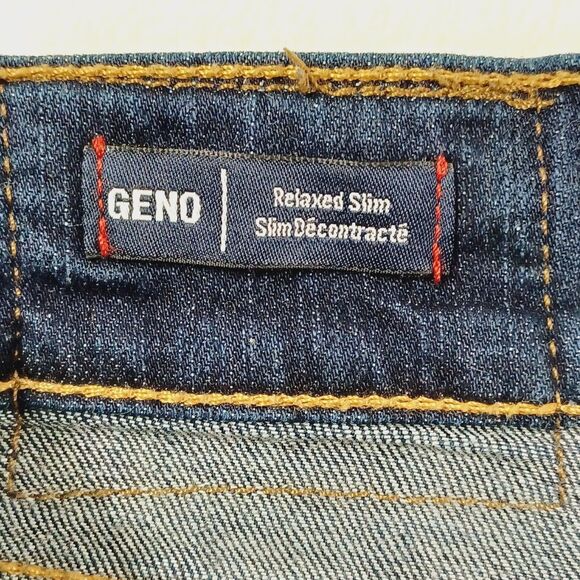 GENO
Relaxed Slim
Slim Décontracté